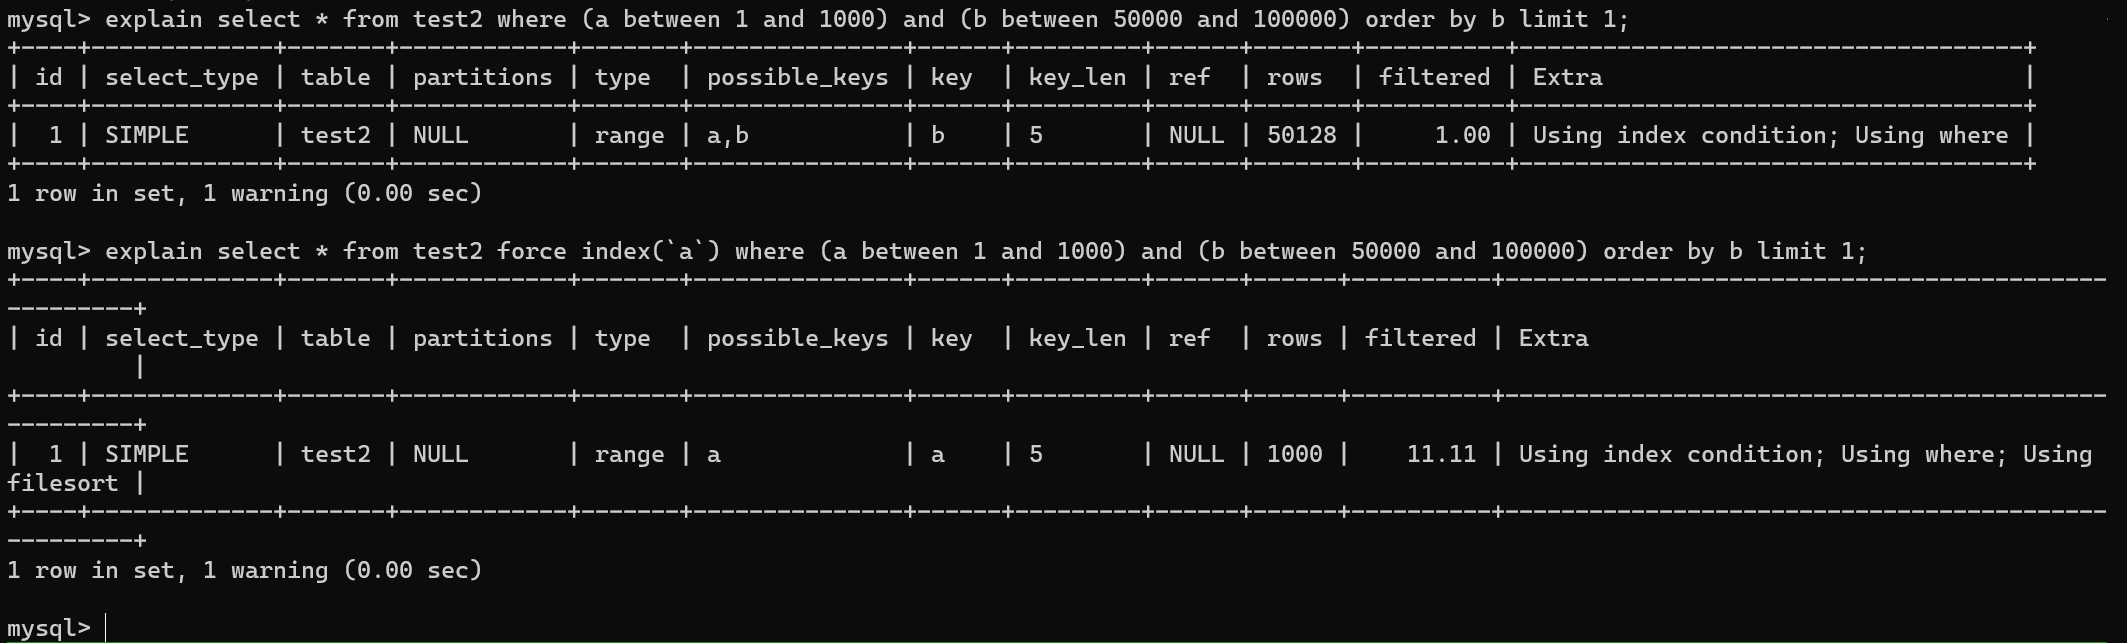 mysql> explain select * from test2 where (a between 1 and 1000) and (b between 50000 and 100000) order by b limit 1;
+----+-------------+-------+------------+-------+---------------+------+---------+------+-------+----------+------------------------------------+
| id | select_type | table | partitions | type  | possible_keys | key  | key_len | ref  | rows  | filtered | Extra                              |
+----+-------------+-------+------------+-------+---------------+------+---------+------+-------+----------+------------------------------------+
|  1 | SIMPLE      | test2 | NULL       | range | a,b           | b    | 5       | NULL | 50128 |     1.00 | Using index condition; Using where |
+----+-------------+-------+------------+-------+---------------+------+---------+------+-------+----------+------------------------------------+
1 row in set, 1 warning (0.00 sec)

mysql> explain select * from test2 force index(`a`) where (a between 1 and 1000) and (b between 50000 and 100000) order by b limit 1;
+----+-------------+-------+------------+-------+---------------+------+---------+------+------+----------+-------------------------------------------
---------+
| id | select_type | table | partitions | type  | possible_keys | key  | key_len | ref  | rows | filtered | Extra
         |
+----+-------------+-------+------------+-------+---------------+------+---------+------+------+----------+-------------------------------------------
---------+
|  1 | SIMPLE      | test2 | NULL       | range | a             | a    | 5       | NULL | 1000 |    11.11 | Using index condition; Using where; Using
filesort |
+----+-------------+-------+------------+-------+---------------+------+---------+------+------+----------+-------------------------------------------
---------+
1 row in set, 1 warning (0.00 sec)

mysql>